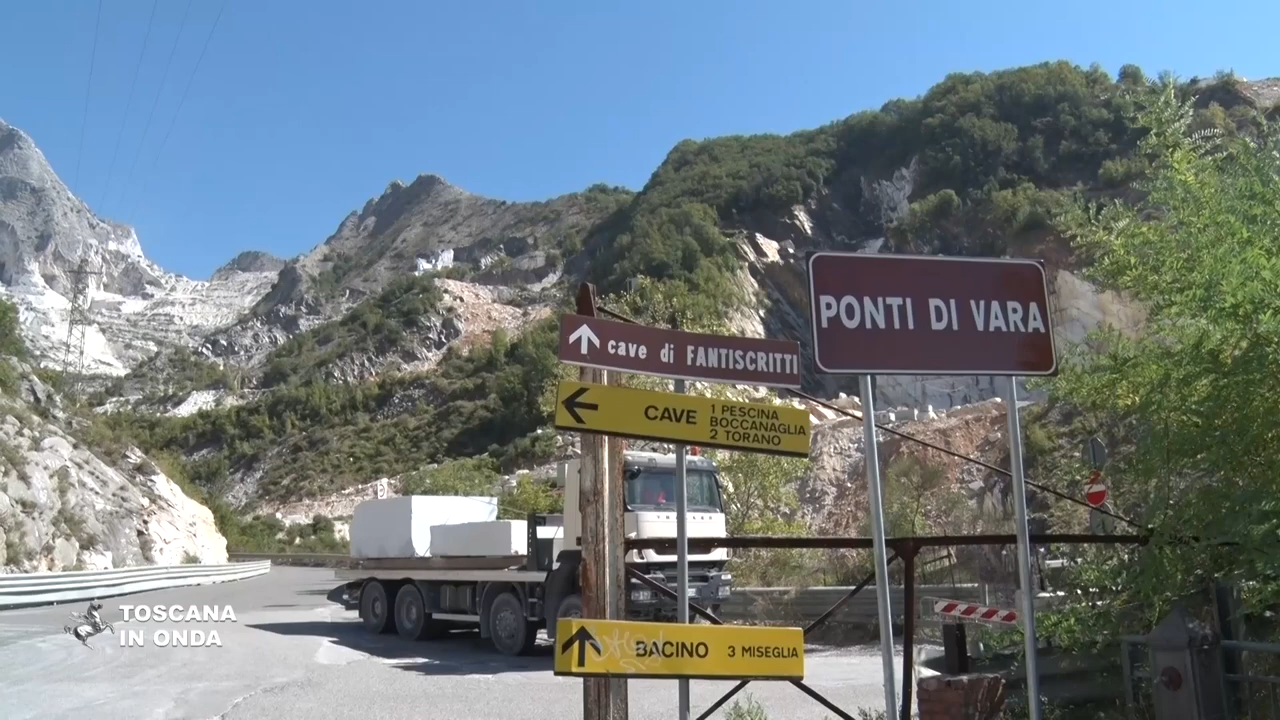 PONTI DI VARA
cave di FANTISCRITTI
CAVE
1 PESCINA
BOCCANAGLIA
2 TORANO
BACINO 3 MISEGLIA
TOSCANA
IN ONDA